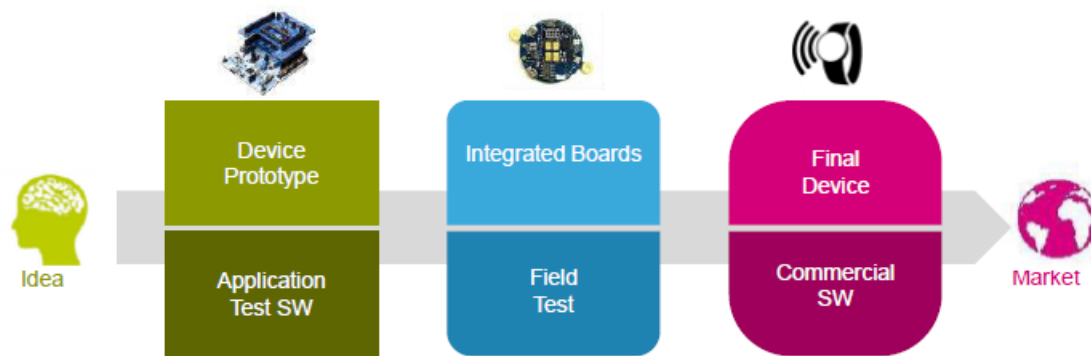 Device
Prototype
Application
Test SW
Integrated Boards
Field
Test
Final
Device
Commercial
SW
Idea
Market